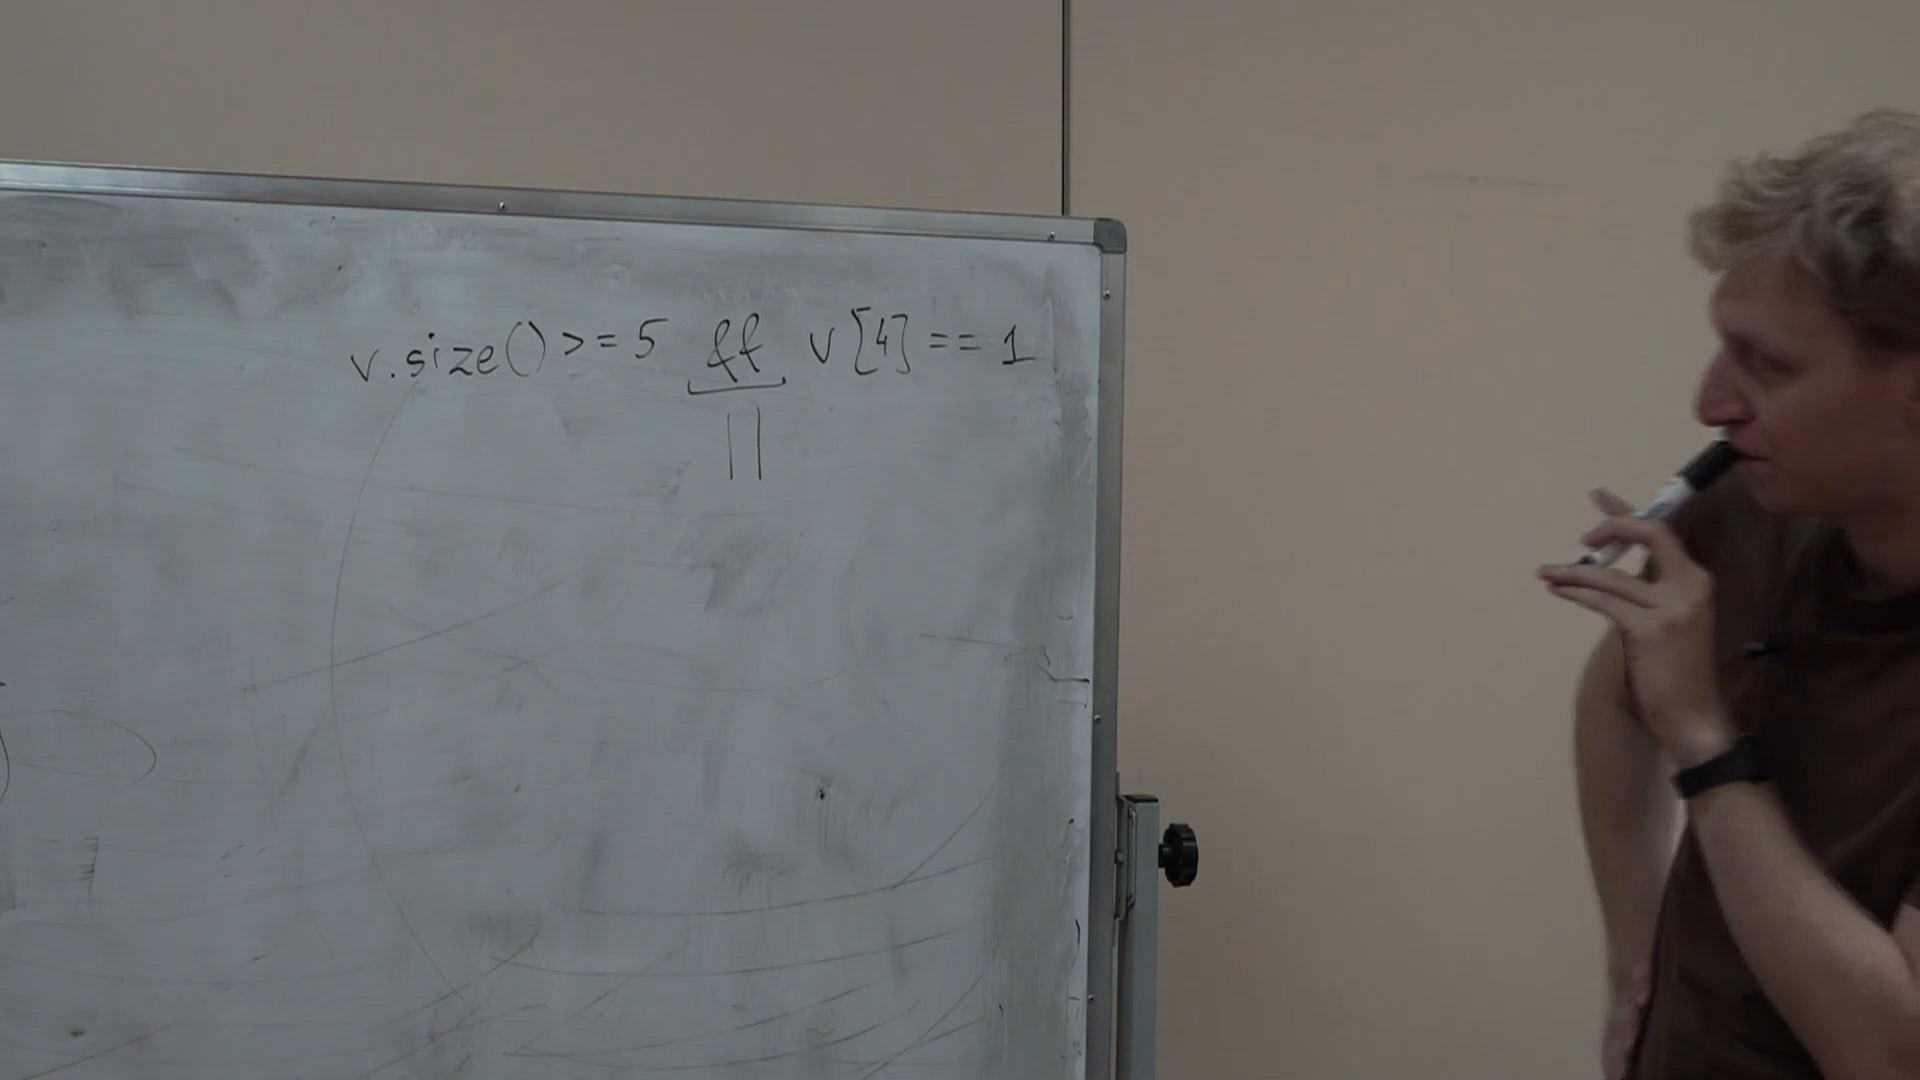 v.size() >= 5 && v[4] == 1
||